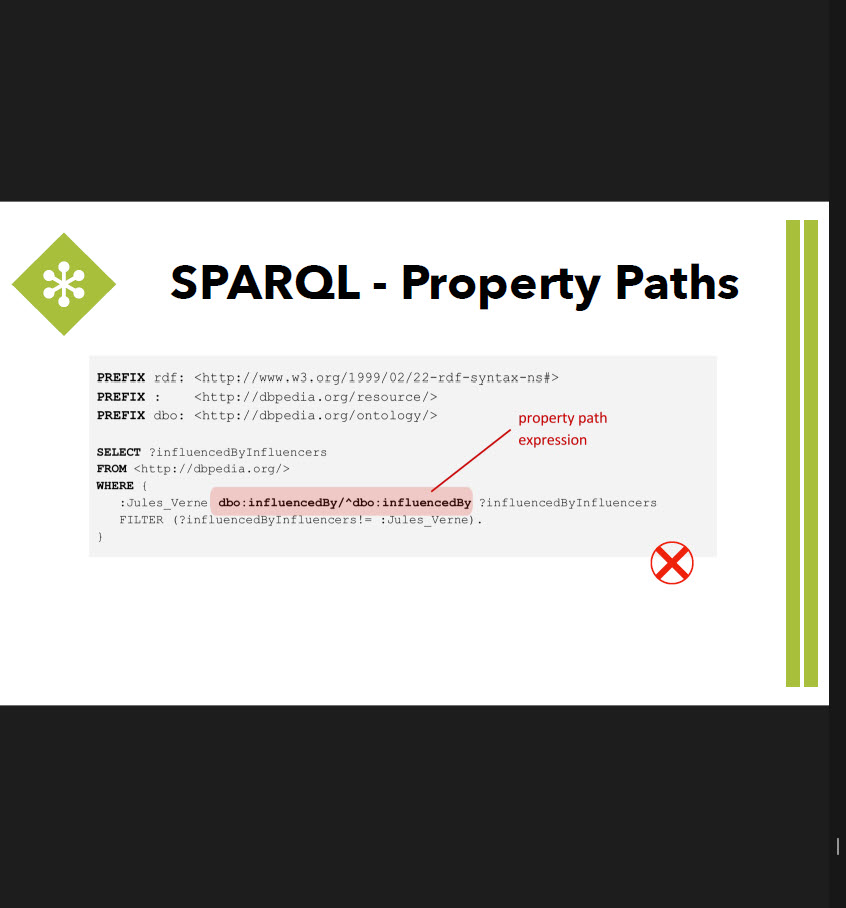 SPARQL - Property Paths
PREFIX rdf: <http://www.w3.org/1999/02/22-rdf-syntax-ns#>
PREFIX :    <http://dbpedia.org/resource/>
PREFIX dbo: <http://dbpedia.org/ontology/>
property path
expression
SELECT ?influencedByInfluencers
FROM <http://dbpedia.org/>
WHERE {
:Jules_Verne dbo:influencedBy/^dbo:influencedBy ?influencedByInfluencers
FILTER (?influencedByInfluencers!= :Jules_Verne).
}